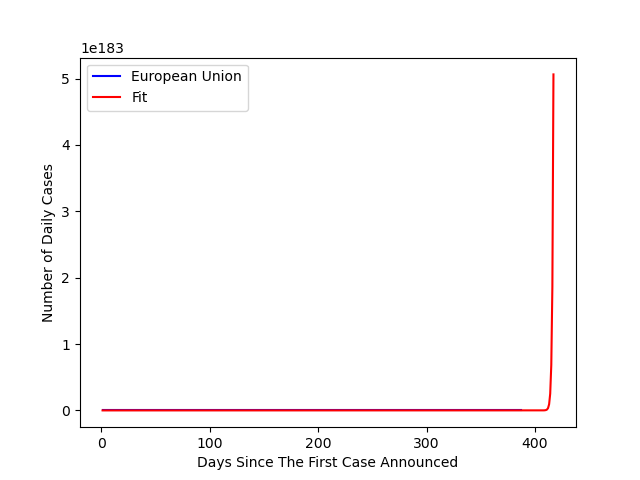 1e183
European Union
Fit
5
4
3
2
1
0
Number of Daily Cases
0 100 200 300 400
Days Since The First Case Announced